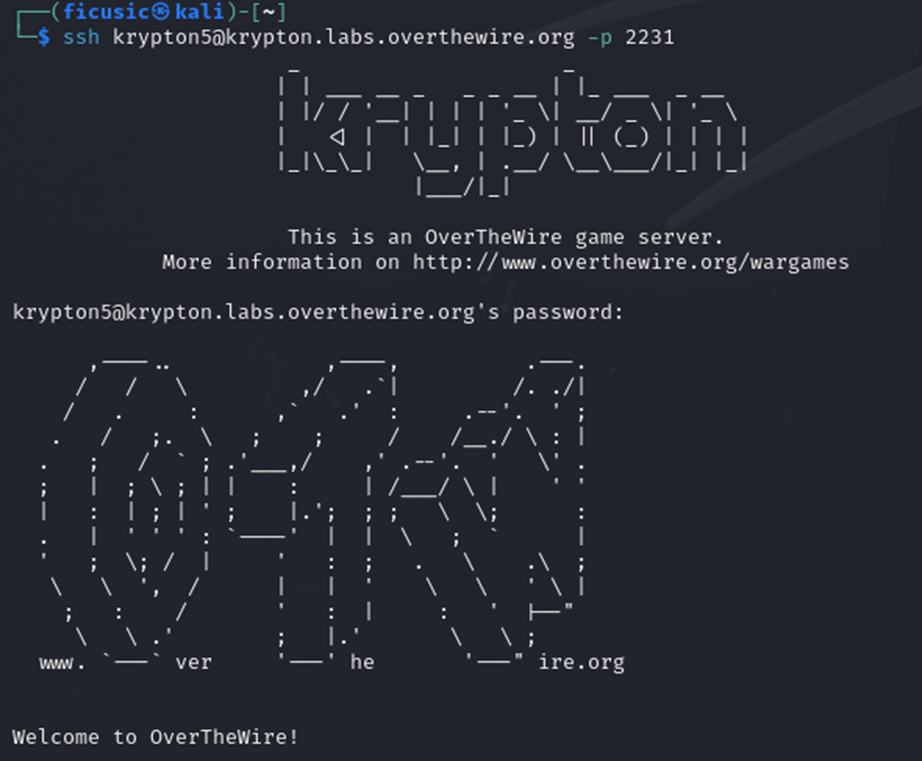 (ficusic㉿kali)-[~]
$ ssh krypton5@krypton.labs.overthewire.org -p 2231
krypton
This is an OverTheWire game server.
More information on http://www.overthewire.org/wargames
krypton5@krypton.labs.overthewire.org's password:
www. ver he ire.org
Welcome to OverTheWire!